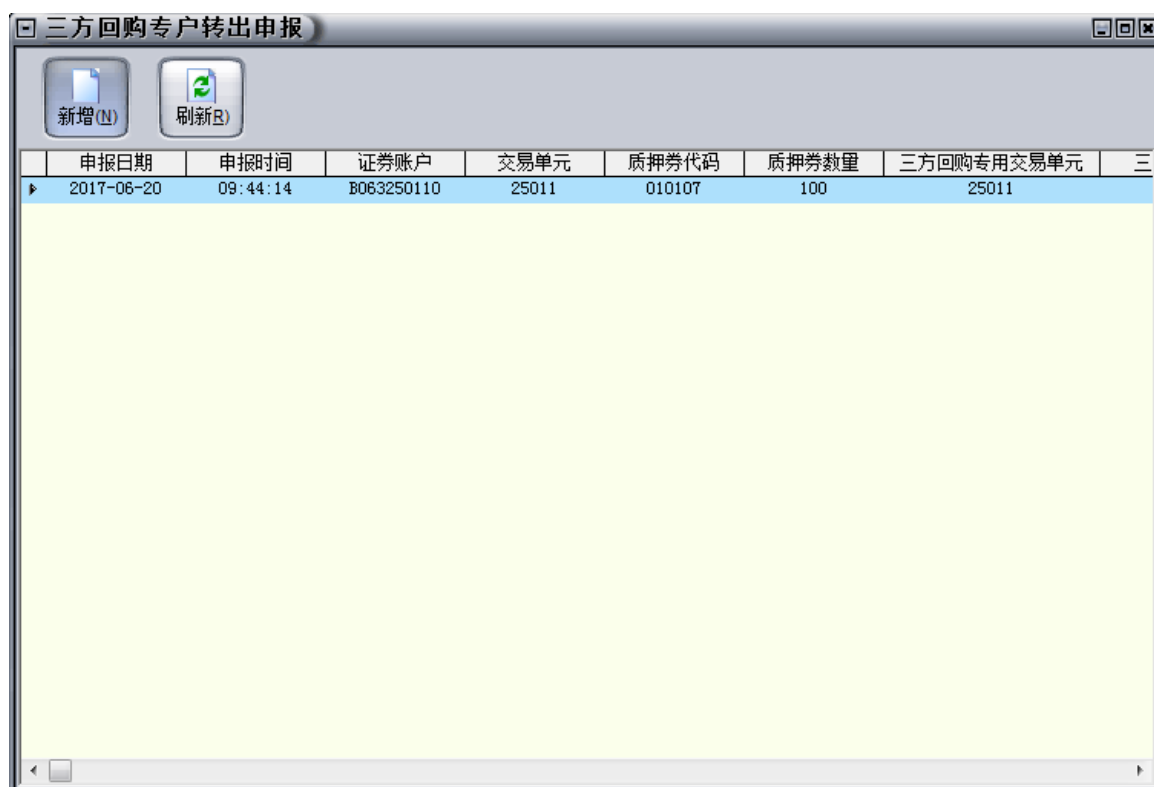 三方回购专户转出申报
新增(N) 刷新R)
申报日期 申报时间 证券账户 交易单元 质押券代码 质押券数量 三方回购专用交易单元 三
2017-06-20 09:44:14 B063250110 25011 010107 100 25011